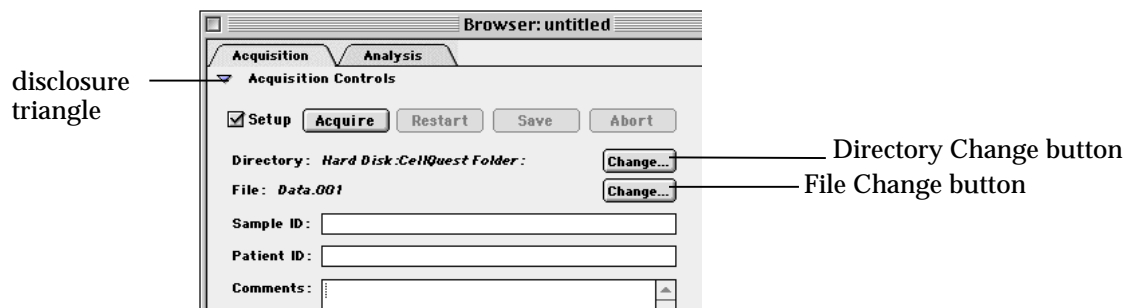 Browser: untitled
Acquisition Analysis
Acquisition Controls
disclosure
triangle
Setup Acquire Restart Save Abort
Directory: Hard Disk:CellQuest Folder: Change...
Directory Change button
File: Data.001 Change...
File Change button
Sample ID:
Patient ID:
Comments: